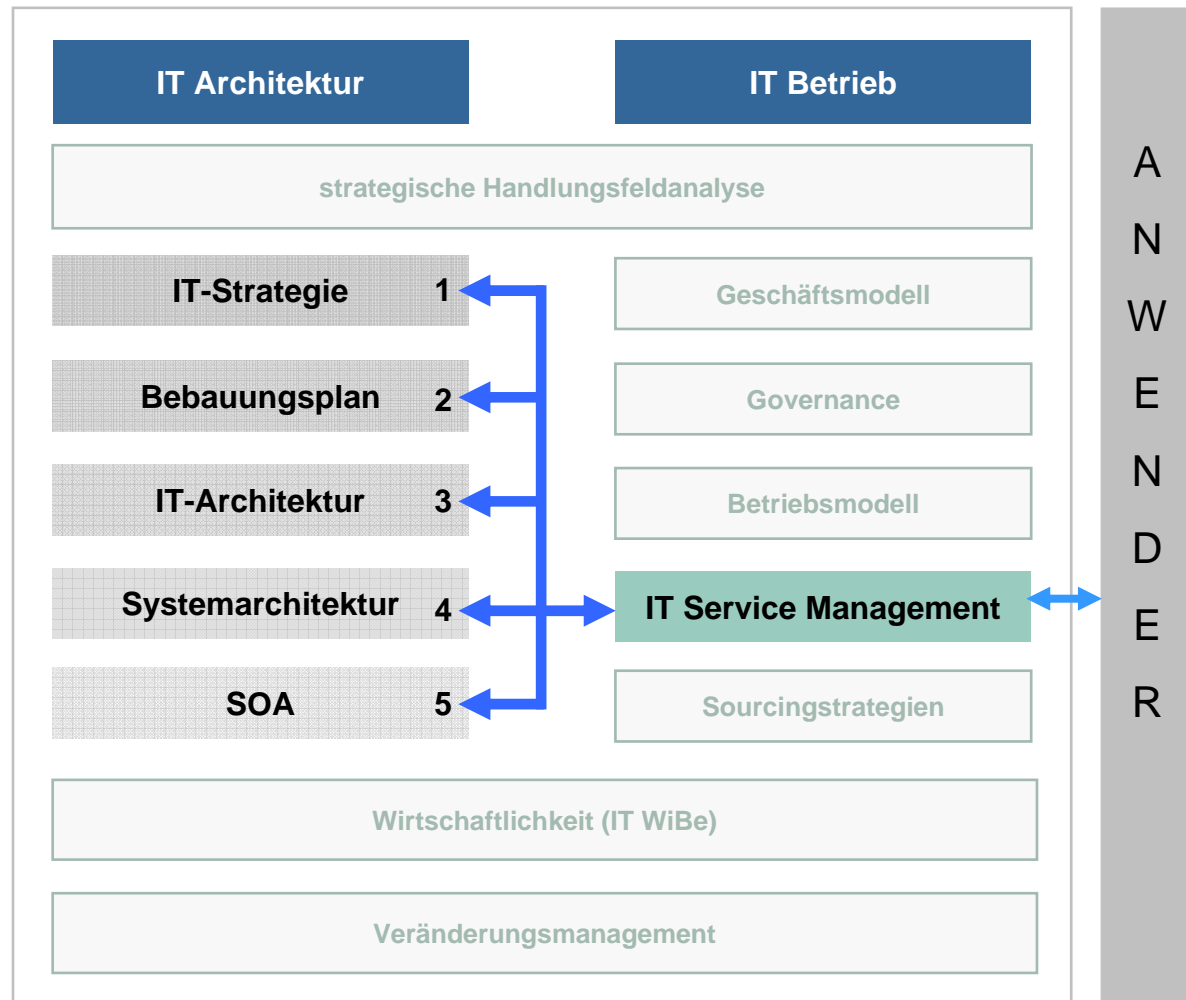 IT Architektur
IT Betrieb
strategische Handlungsfeldanalyse
IT-Strategie 1
Geschäftsmodell
Bebauungsplan 2
Governance
IT-Architektur 3
Betriebsmodell
Systemarchitektur 4
IT Service Management
SOA 5
Sourcingstrategien
Wirtschaftlichkeit (IT WiBe)
Veränderungsmanagement
A
N
W
E
N
D
E
R